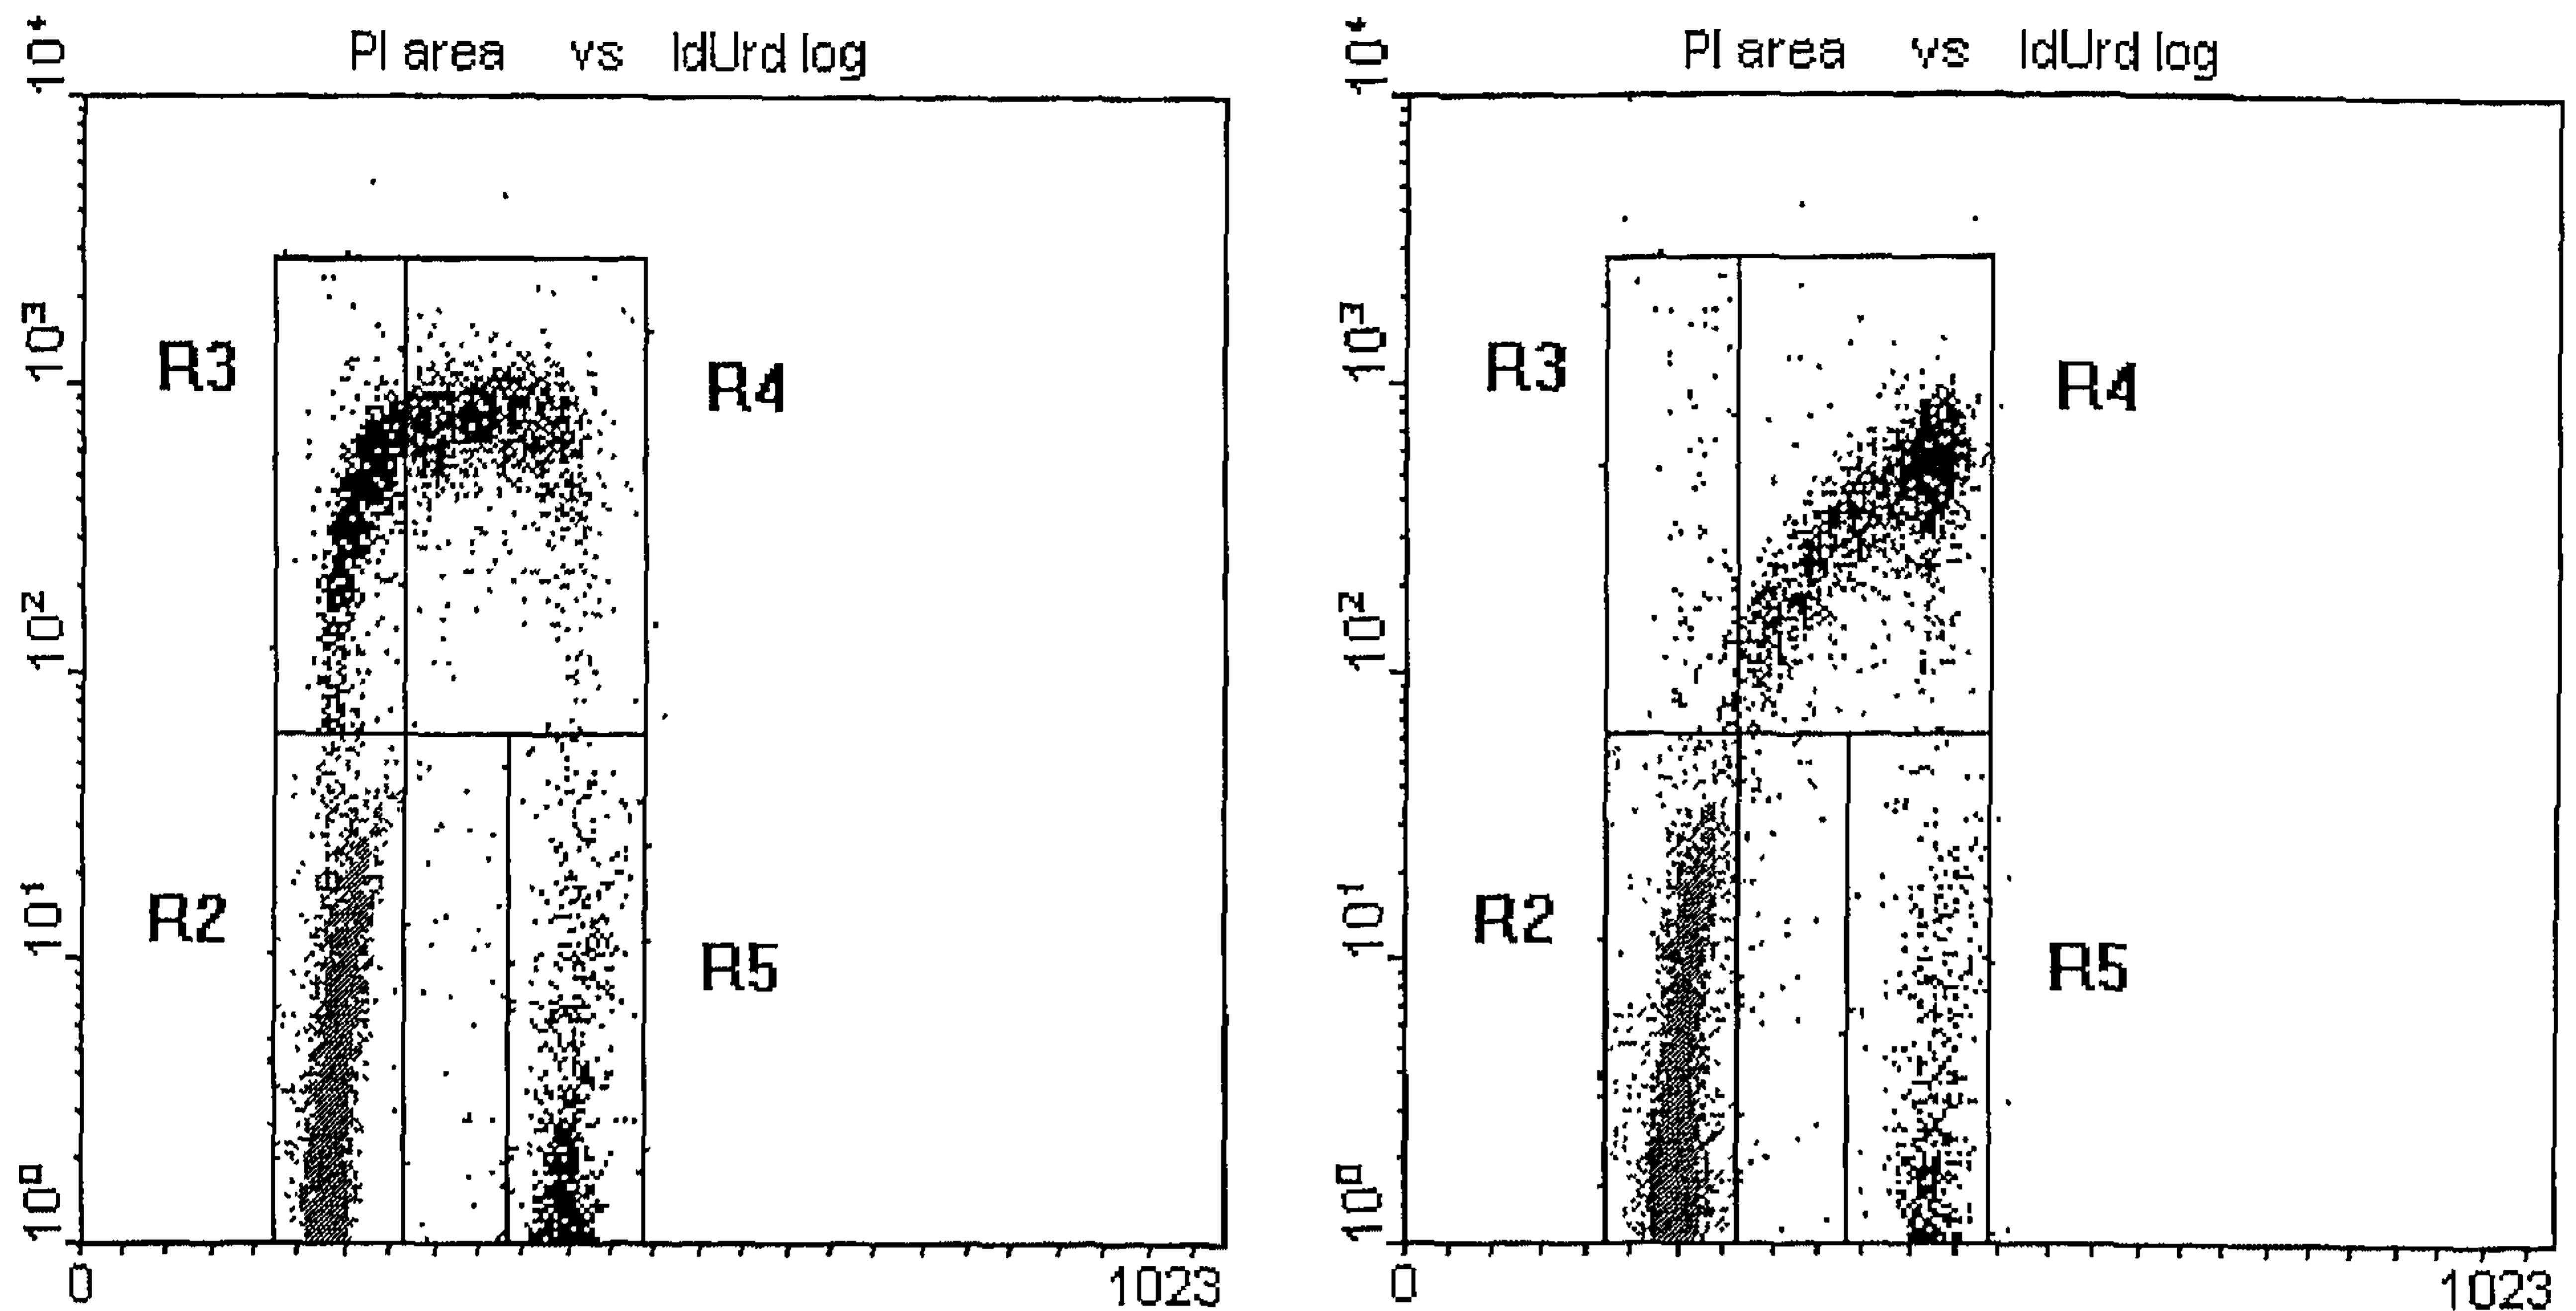 PI area vs IdUrd log
10⁴
10³
10²
10¹
10⁰
R3
R4
R2
R5
0
1023
PI area vs IdUrd log
10⁴
10³
10²
10¹
10⁰
R3
R4
R2
R5
0
1023